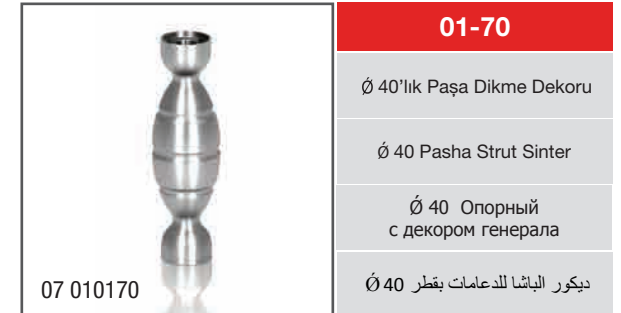 07 010170
01-70
Ǿ 40’lık Paşa Dikme Dekoru
Ǿ 40 Pasha Strut Sinter
Ǿ 40 Опорный
с декором генерала
ديكور الباشا للدعامات بقطر 40 Ǿ